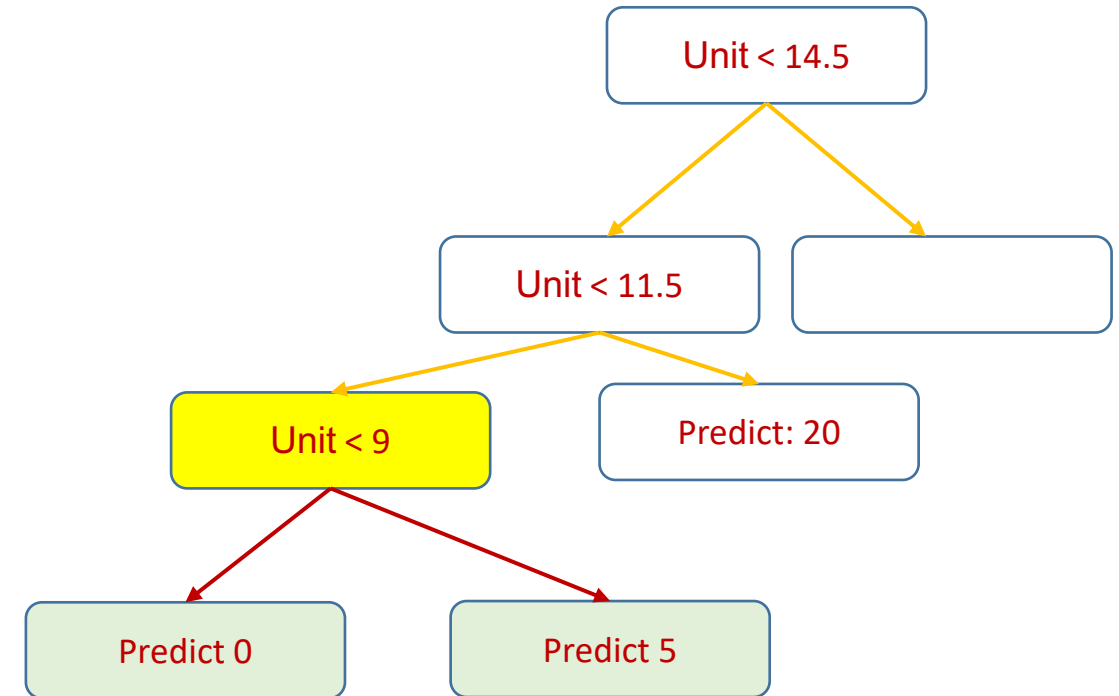 Unit < 14.5
Unit < 11.5
Unit < 9
Predict: 20
Predict 0
Predict 5